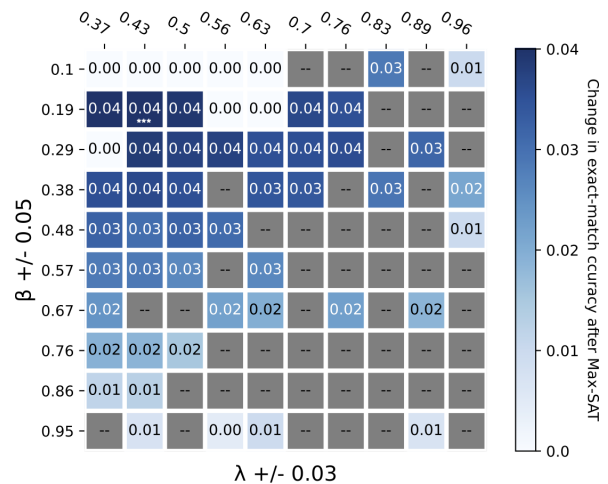 0.37 0.43 0.5 0.56 0.63 0.7 0.76 0.83 0.89 0.96
0.1 0.00 0.00 0.00 0.00 0.00 -- -- 0.03 -- 0.01
0.19 0.04 0.04 0.04 0.00 0.00 0.04 0.04 -- -- --
***
0.29 0.00 0.04 0.04 0.04 0.04 0.04 0.04 -- 0.03 --
0.38 0.04 0.04 0.04 -- 0.03 0.03 -- 0.03 -- 0.02
0.48 0.03 0.03 0.03 0.03 -- -- -- -- -- 0.01
0.57 0.03 0.03 0.03 -- 0.03 -- -- -- -- --
0.67 0.02 -- -- 0.02 0.02 -- 0.02 -- 0.02 --
0.76 0.02 0.02 0.02 -- -- -- -- -- -- --
0.86 0.01 0.01 -- -- -- -- -- -- -- --
0.95 -- 0.01 -- 0.00 0.01 -- -- -- 0.01 --
β +/- 0.05
λ +/- 0.03
0.04
0.03
0.02
0.01
0.0
Change in exact-match ccuracy after Max-SAT